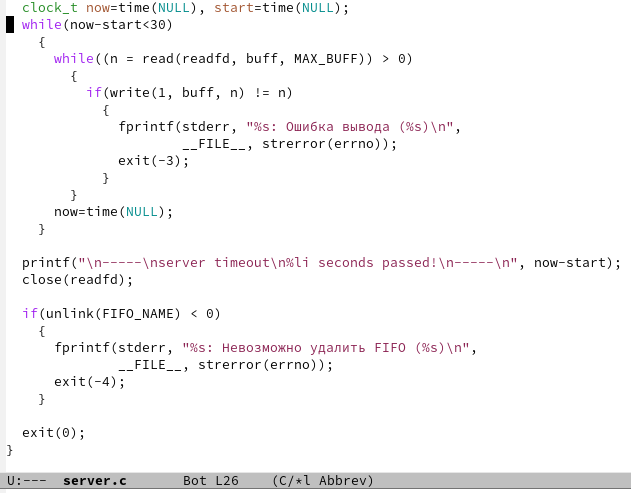 clock_t now=time(NULL), start=time(NULL);
while(now-start<30)
{
while((n = read(readfd, buff, MAX_BUFF)) > 0)
{
if(write(1, buff, n) != n)
{
fprintf(stderr, "%s: Ошибка вывода (%s)\n",
__FILE__, strerror(errno));
exit(-3);
}
}
now=time(NULL);
}
printf("\n-----\nserver timeout\n%li seconds passed!\n-----\n", now-start);
close(readfd);
if(unlink(FIFO_NAME) < 0)
{
fprintf(stderr, "%s: Невозможно удалить FIFO (%s)\n",
__FILE__, strerror(errno));
exit(-4);
}
exit(0);
}
U:--- server.c Bot L26 (C/*l Abbrev)